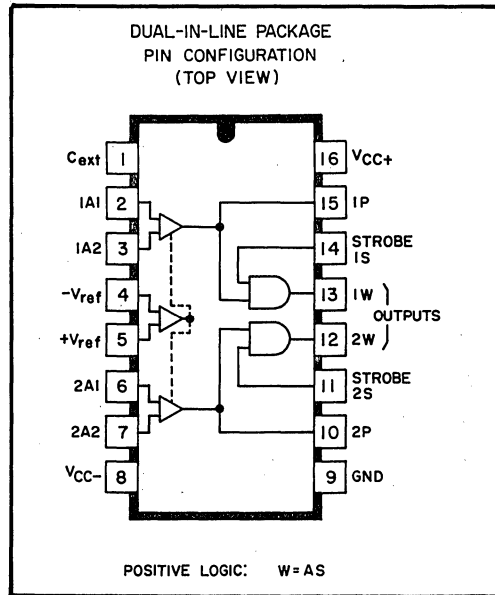 DUAL-IN-LINE PACKAGE
PIN CONFIGURATION
(TOP VIEW)
Cext 1
1A1 2
1A2 3
-Vref 4
+Vref 5
2A1 6
2A2 7
VCC- 8
16 VCC+
15 1P
14 STROBE 1S
13 1W
12 2W
OUTPUTS
11 STROBE 2S
10 2P
9 GND
POSITIVE LOGIC: W=AS